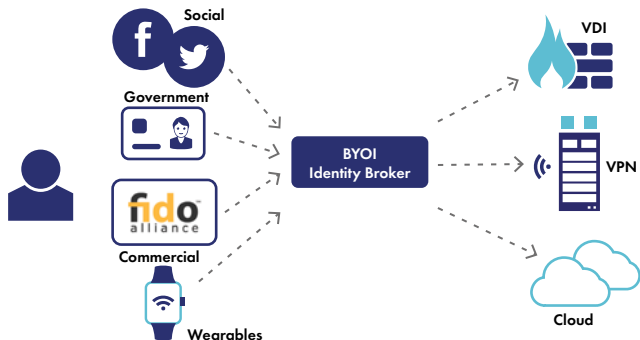 Social
f
Government
fido
alliance
Commercial
Wearables
BYOI
Identity Broker
VDI
VPN
Cloud